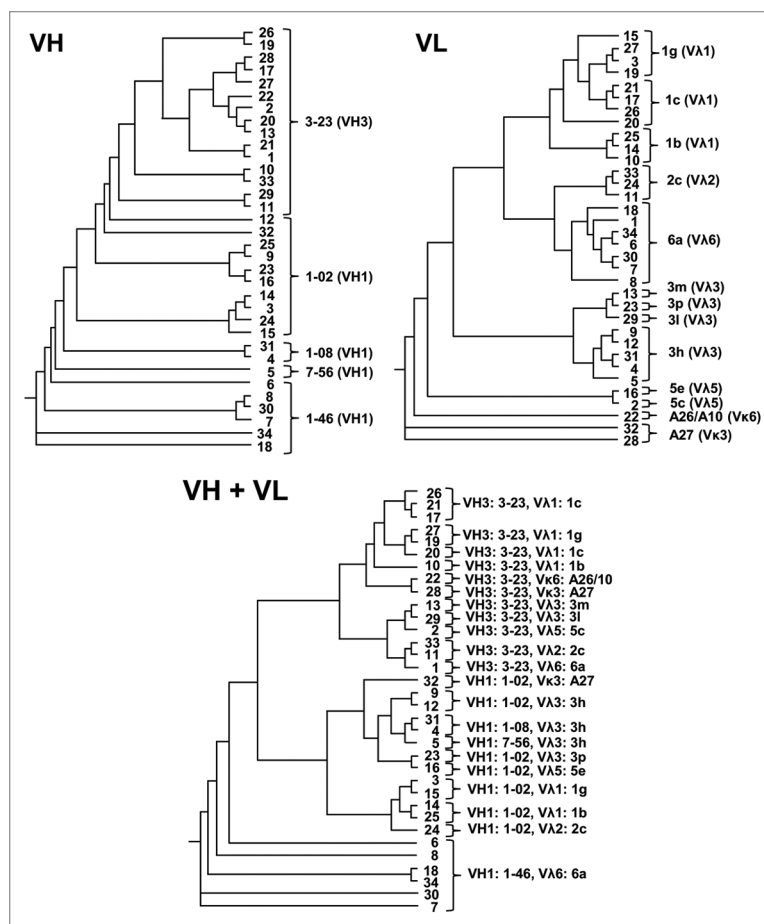 VH
26
19
28
17
27
22
2
20
13
21
1
10
33
29
11
12
32
25
9
23
16
14
3
24
15
31
4
5
6
8
30
7
34
18
3-23 (VH3)
1-02 (VH1)
1-08 (VH1)
7-56 (VH1)
1-46 (VH1)
VL
15
27
3
19
21
17
26
20
25
14
10
33
24
11
18
1
34
6
30
7
8
13
23
29
9
12
31
4
5
16
2
22
32
28
1g (Vλ1)
1c (Vλ1)
1b (Vλ1)
2c (Vλ2)
6a (Vλ6)
3m (Vλ3)
3p (Vλ3)
3l (Vλ3)
3h (Vλ3)
5e (Vλ5)
5c (Vλ5)
A26/A10 (Vκ6)
A27 (Vκ3)
VH + VL
26
21
17
27
19
20
10
22
28
13
29
2
33
11
1
32
9
12
31
4
5
23
16
3
15
14
25
24
6
8
18
34
30
7
VH3: 3-23, Vλ1: 1c
VH3: 3-23, Vλ1: 1g
VH3: 3-23, Vλ1: 1c
VH3: 3-23, Vλ1: 1b
VH3: 3-23, Vκ6: A26/10
VH3: 3-23, Vκ3: A27
VH3: 3-23, Vλ3: 3m
VH3: 3-23, Vλ3: 3l
VH3: 3-23, Vλ5: 5c
VH3: 3-23, Vλ2: 2c
VH3: 3-23, Vλ6: 6a
VH1: 1-02, Vκ3: A27
VH1: 1-02, Vλ3: 3h
VH1: 1-08, Vλ3: 3h
VH1: 7-56, Vλ3: 3h
VH1: 1-02, Vλ3: 3p
VH1: 1-02, Vλ5: 5e
VH1: 1-02, Vλ1: 1g
VH1: 1-02, Vλ1: 1b
VH1: 1-02, Vλ2: 2c
VH1: 1-46, Vλ6: 6a